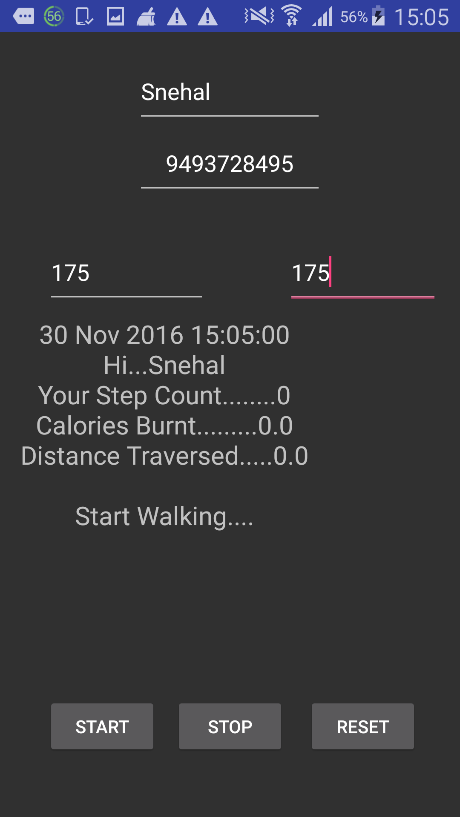 56 56% 15:05
Snehal
9493728495
175 175
30 Nov 2016 15:05:00
Hi...Snehal
Your Step Count........0
Calories Burnt.........0.0
Distance Traversed.....0.0
Start Walking....
START STOP RESET